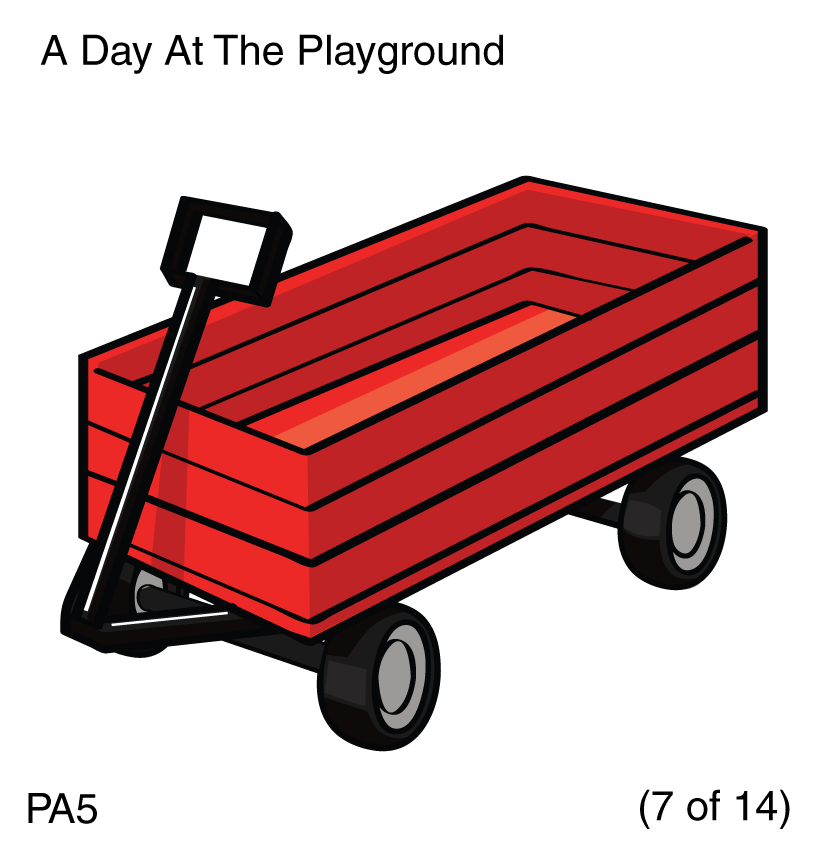 A Day At The Playground
PA5
(7 of 14)